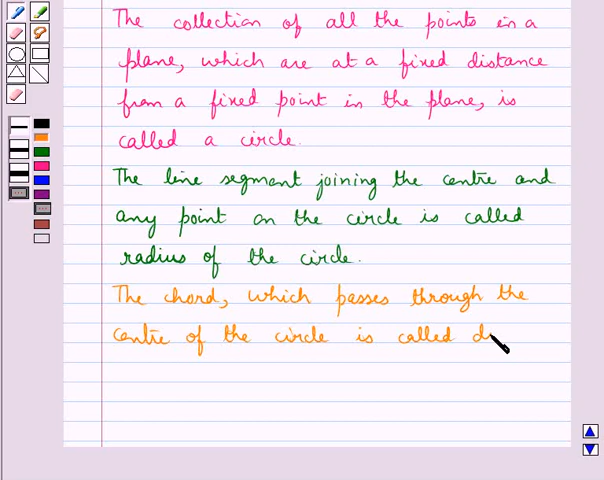 The collection of all the points in a
plane, which are at a fixed distance
from a fixed point in the plane, is
called a circle.
The line segment joining the centre and
any point on the circle is called
radius of the circle.
The chord, which passes through the
centre of the circle is called d